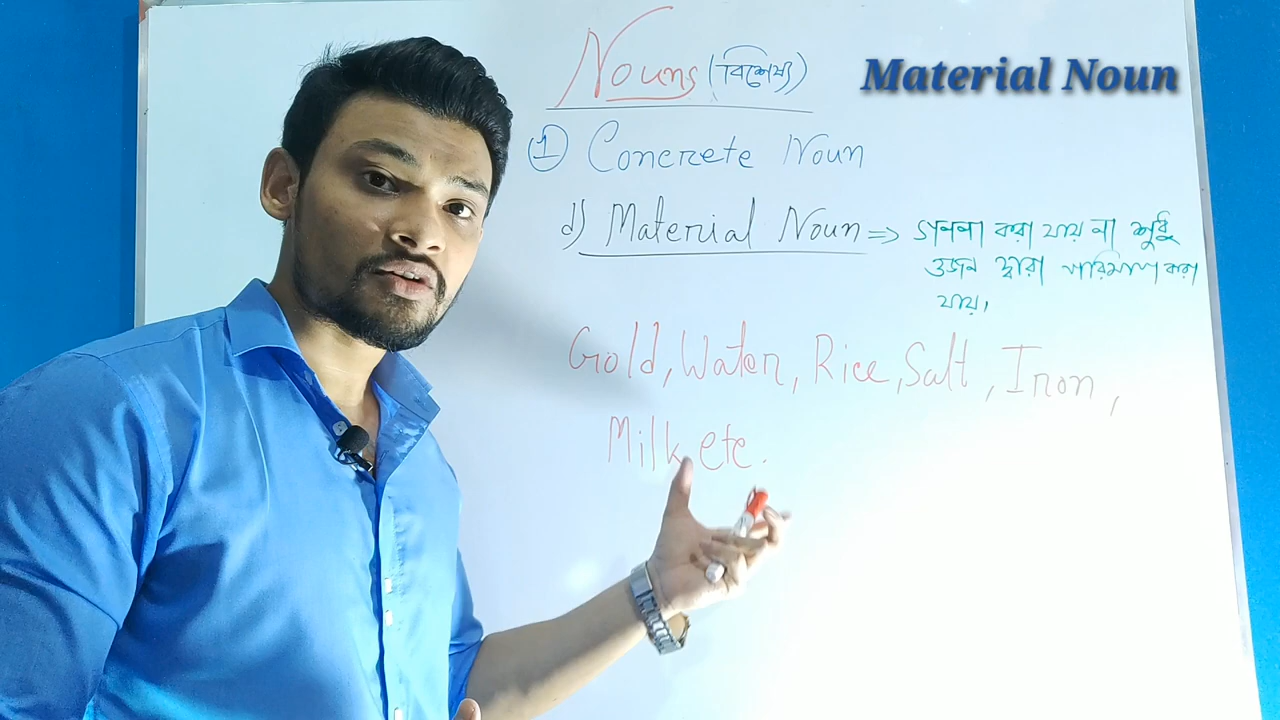 Nouns (বিশেষ্য)
Material Noun
① Concrete Noun
d) Material Noun ⇒ গননা করা যায় না শুধু
ওজন দ্বারা পরিমাপ করা
যায়।
Gold, Water, Rice, Salt, Iron,
Milk etc.